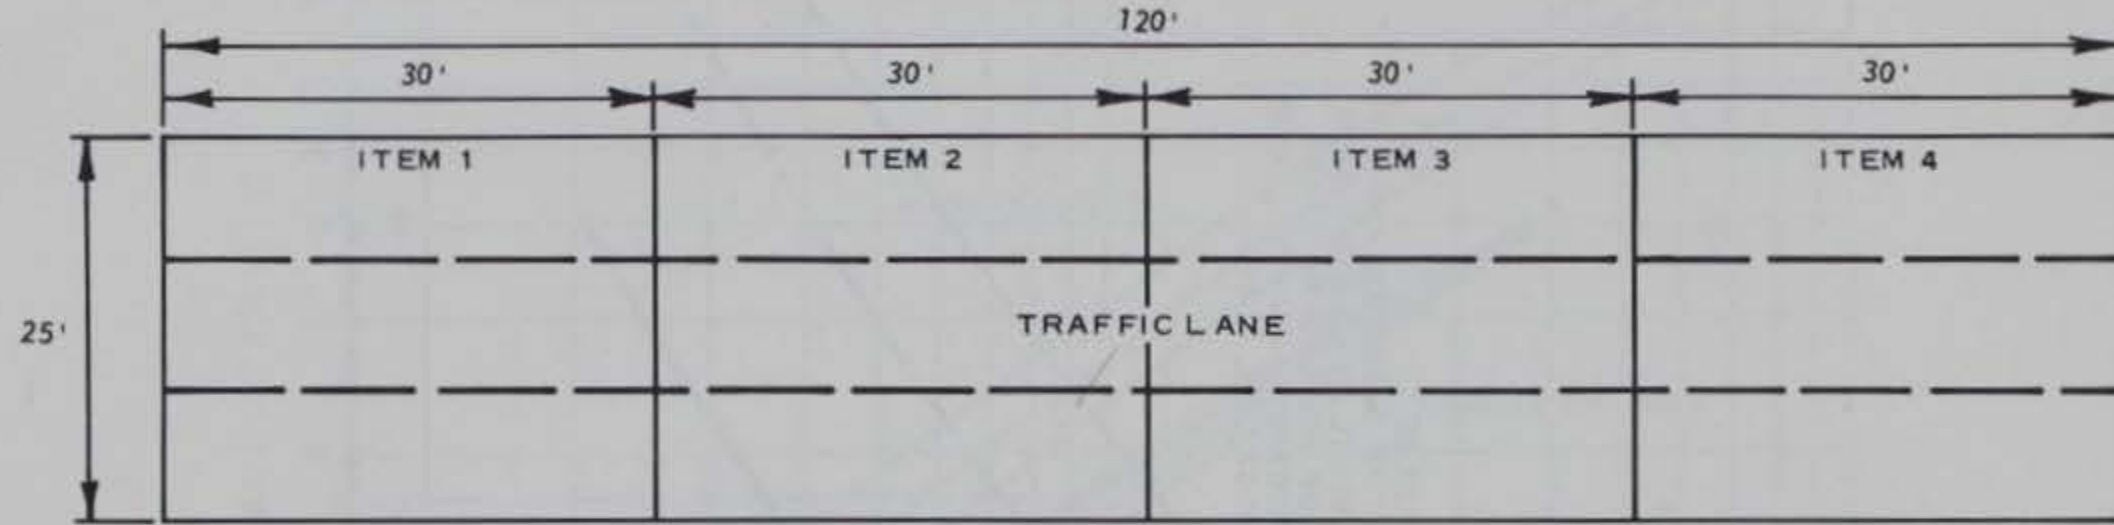 120'
30' 30' 30' 30'
ITEM 1 ITEM 2 ITEM 3 ITEM 4
25' TRAFFIC LANE